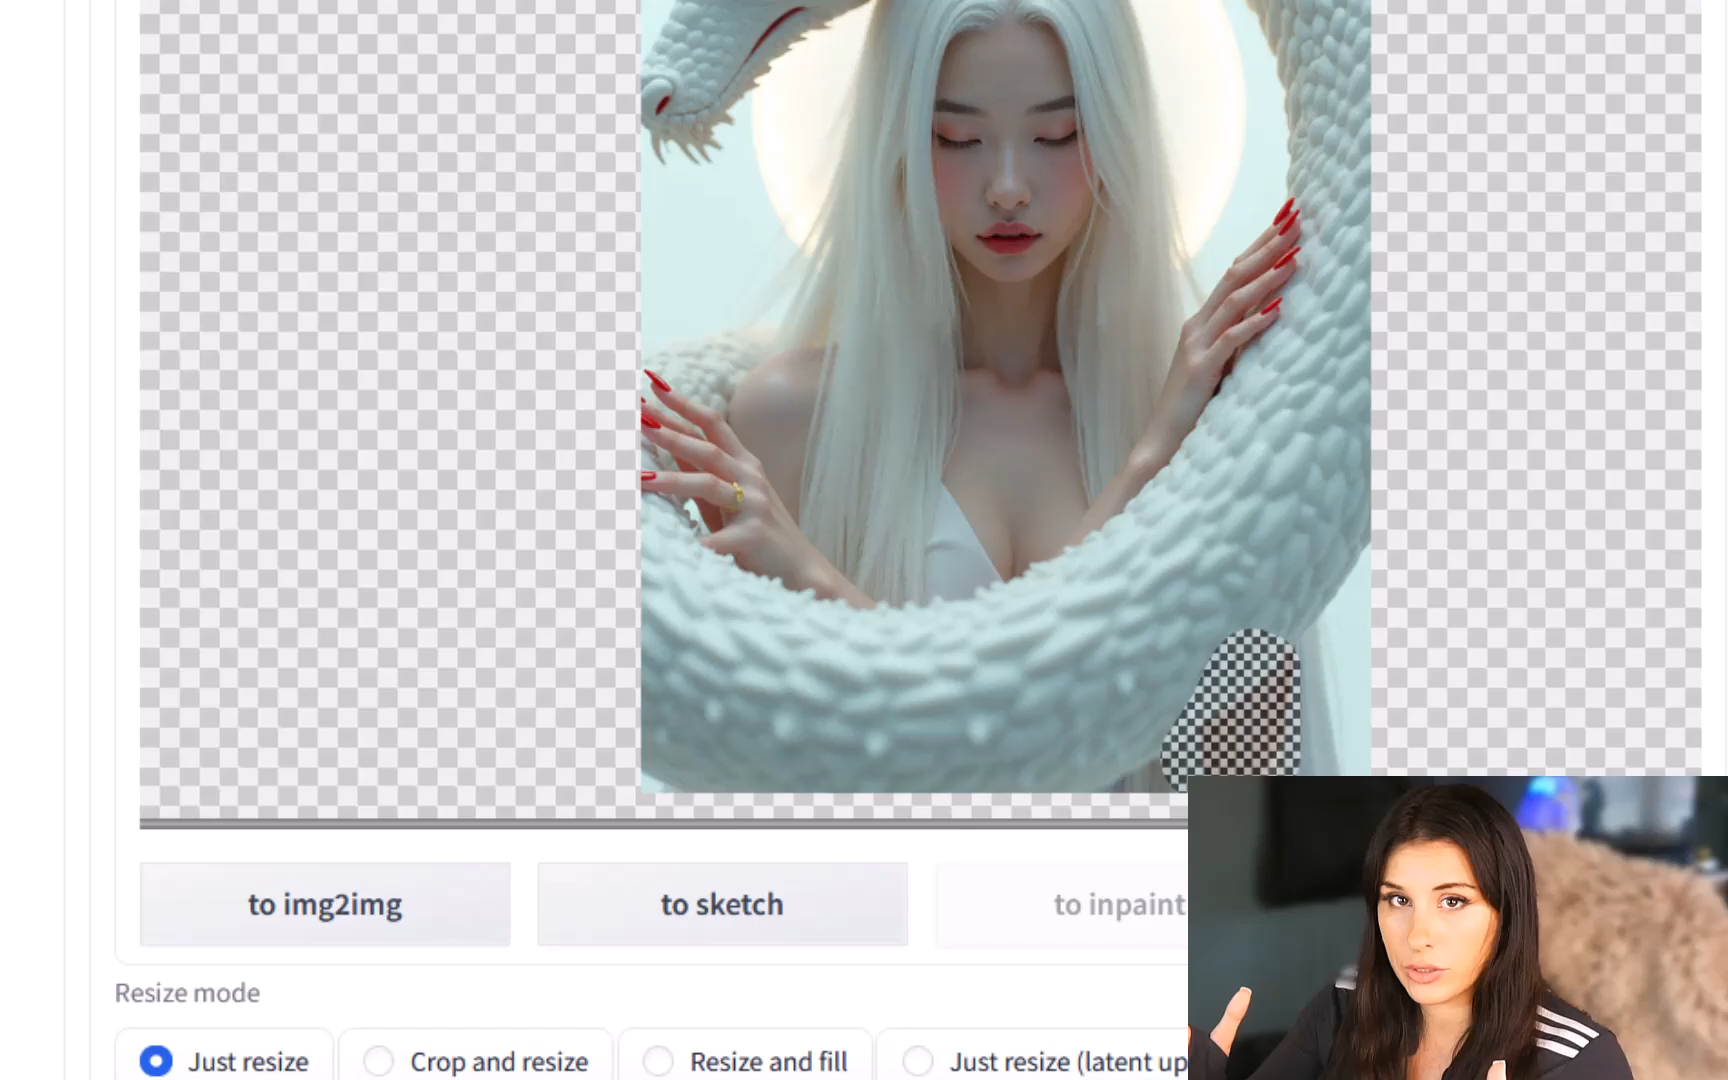 to img2img
to sketch
to inpaint
Resize mode
Just resize
Crop and resize
Resize and fill
Just resize (latent up